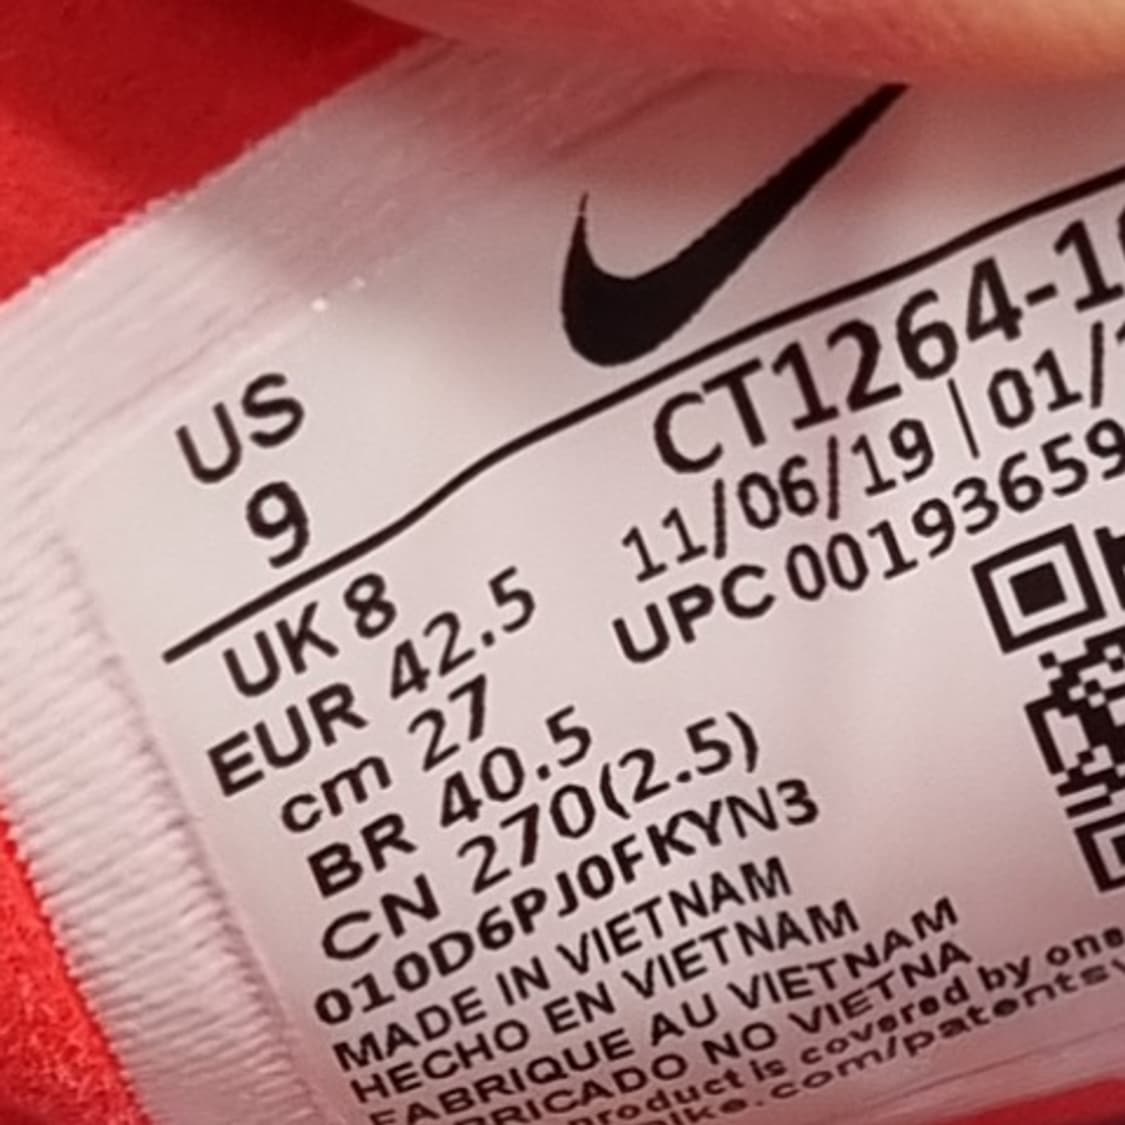 US
9
CT1264-1
11/06/19 | 01/
UPC 00193659
UK 8
EUR 42.5
cm 27
BR 40.5
CN 270(2.5)
010D6PJ0FKYN3
MADE IN VIETNAM
HECHO EN VIETNAM
FABRIQUE AU VIETNAM
BRICADO NO VIETNA
product is covered by one
nike.com/patents